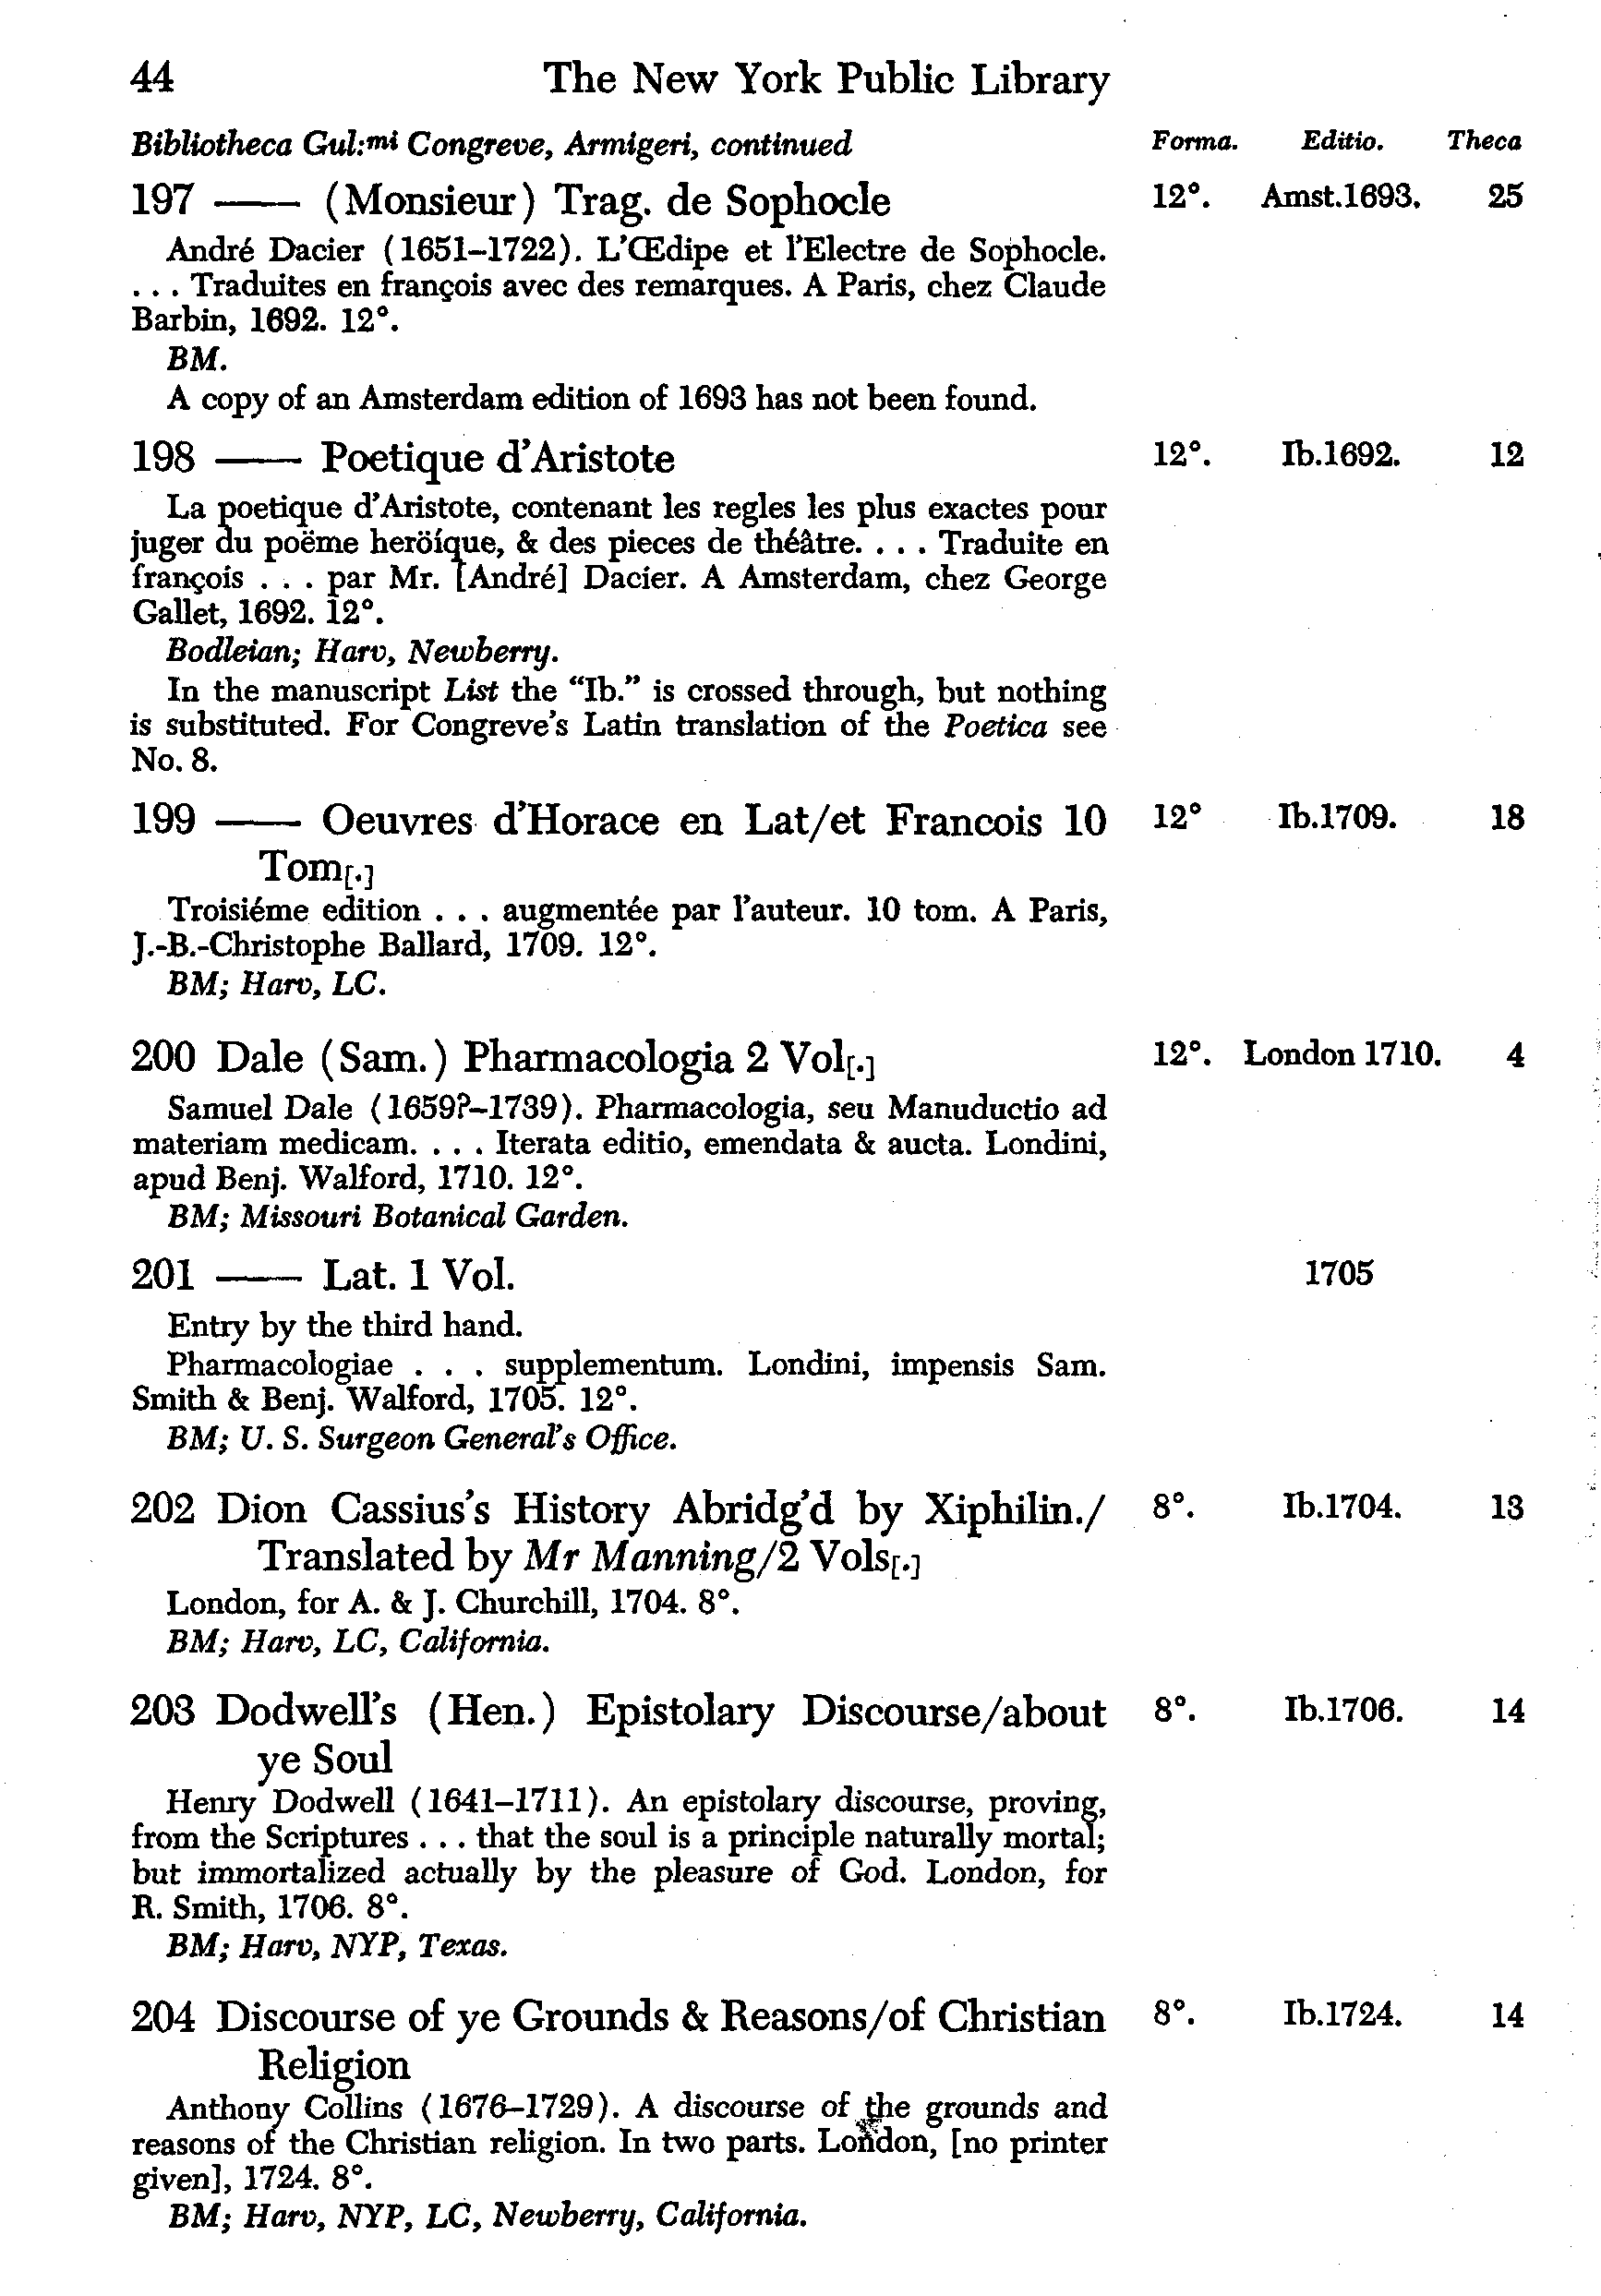 44 The New York Public Library
Bibliotheca Gul:mi Congreve, Armigeri, continued Forma. Editio. Theca
197 —— (Monsieur) Trag. de Sophocle 12°. Amst.1693. 25
André Dacier (1651–1722). L'Œdipe et l'Electre de Sophocle.
. . . Traduites en françois avec des remarques. A Paris, chez Claude
Barbin, 1692. 12°.
BM.
A copy of an Amsterdam edition of 1693 has not been found.
198 —— Poetique d'Aristote 12°. Ib.1692. 12
La poetique d'Aristote, contenant les regles les plus exactes pour
juger du poëme heröíque, & des pieces de théâtre. . . . Traduite en
françois . . . par Mr. [André] Dacier. A Amsterdam, chez George
Gallet, 1692. 12°.
Bodleian; Harv, Newberry.
In the manuscript List the “Ib.” is crossed through, but nothing
is substituted. For Congreve's Latin translation of the Poetica see
No. 8.
199 —— Oeuvres d'Horace en Lat/et Francois 10 12° Ib.1709. 18
Tom[.]
Troisiéme edition . . . augmentée par l'auteur. 10 tom. A Paris,
J.-B.-Christophe Ballard, 1709. 12°.
BM; Harv, LC.
200 Dale (Sam.) Pharmacologia 2 Vol[.] 12°. London 1710. 4
Samuel Dale (1659?–1739). Pharmacologia, seu Manuductio ad
materiam medicam. . . . Iterata editio, emendata & aucta. Londini,
apud Benj. Walford, 1710. 12°.
BM; Missouri Botanical Garden.
201 —— Lat. 1 Vol. 1705
Entry by the third hand.
Pharmacologiae . . . supplementum. Londini, impensis Sam.
Smith & Benj. Walford, 1705. 12°.
BM; U. S. Surgeon General's Office.
202 Dion Cassius's History Abridg'd by Xiphilin./ 8°. Ib.1704. 13
Translated by Mr Manning/2 Vols[.]
London, for A. & J. Churchill, 1704. 8°.
BM; Harv, LC, California.
203 Dodwell's (Hen.) Epistolary Discourse/about 8°. Ib.1706. 14
ye Soul
Henry Dodwell (1641–1711). An epistolary discourse, proving,
from the Scriptures . . . that the soul is a principle naturally mortal;
but immortalized actually by the pleasure of God. London, for
R. Smith, 1706. 8°.
BM; Harv, NYP, Texas.
204 Discourse of ye Grounds & Reasons/of Christian 8°. Ib.1724. 14
Religion
Anthony Collins (1676–1729). A discourse of the grounds and
reasons of the Christian religion. In two parts. London, [no printer
given], 1724. 8°.
BM; Harv, NYP, LC, Newberry, California.